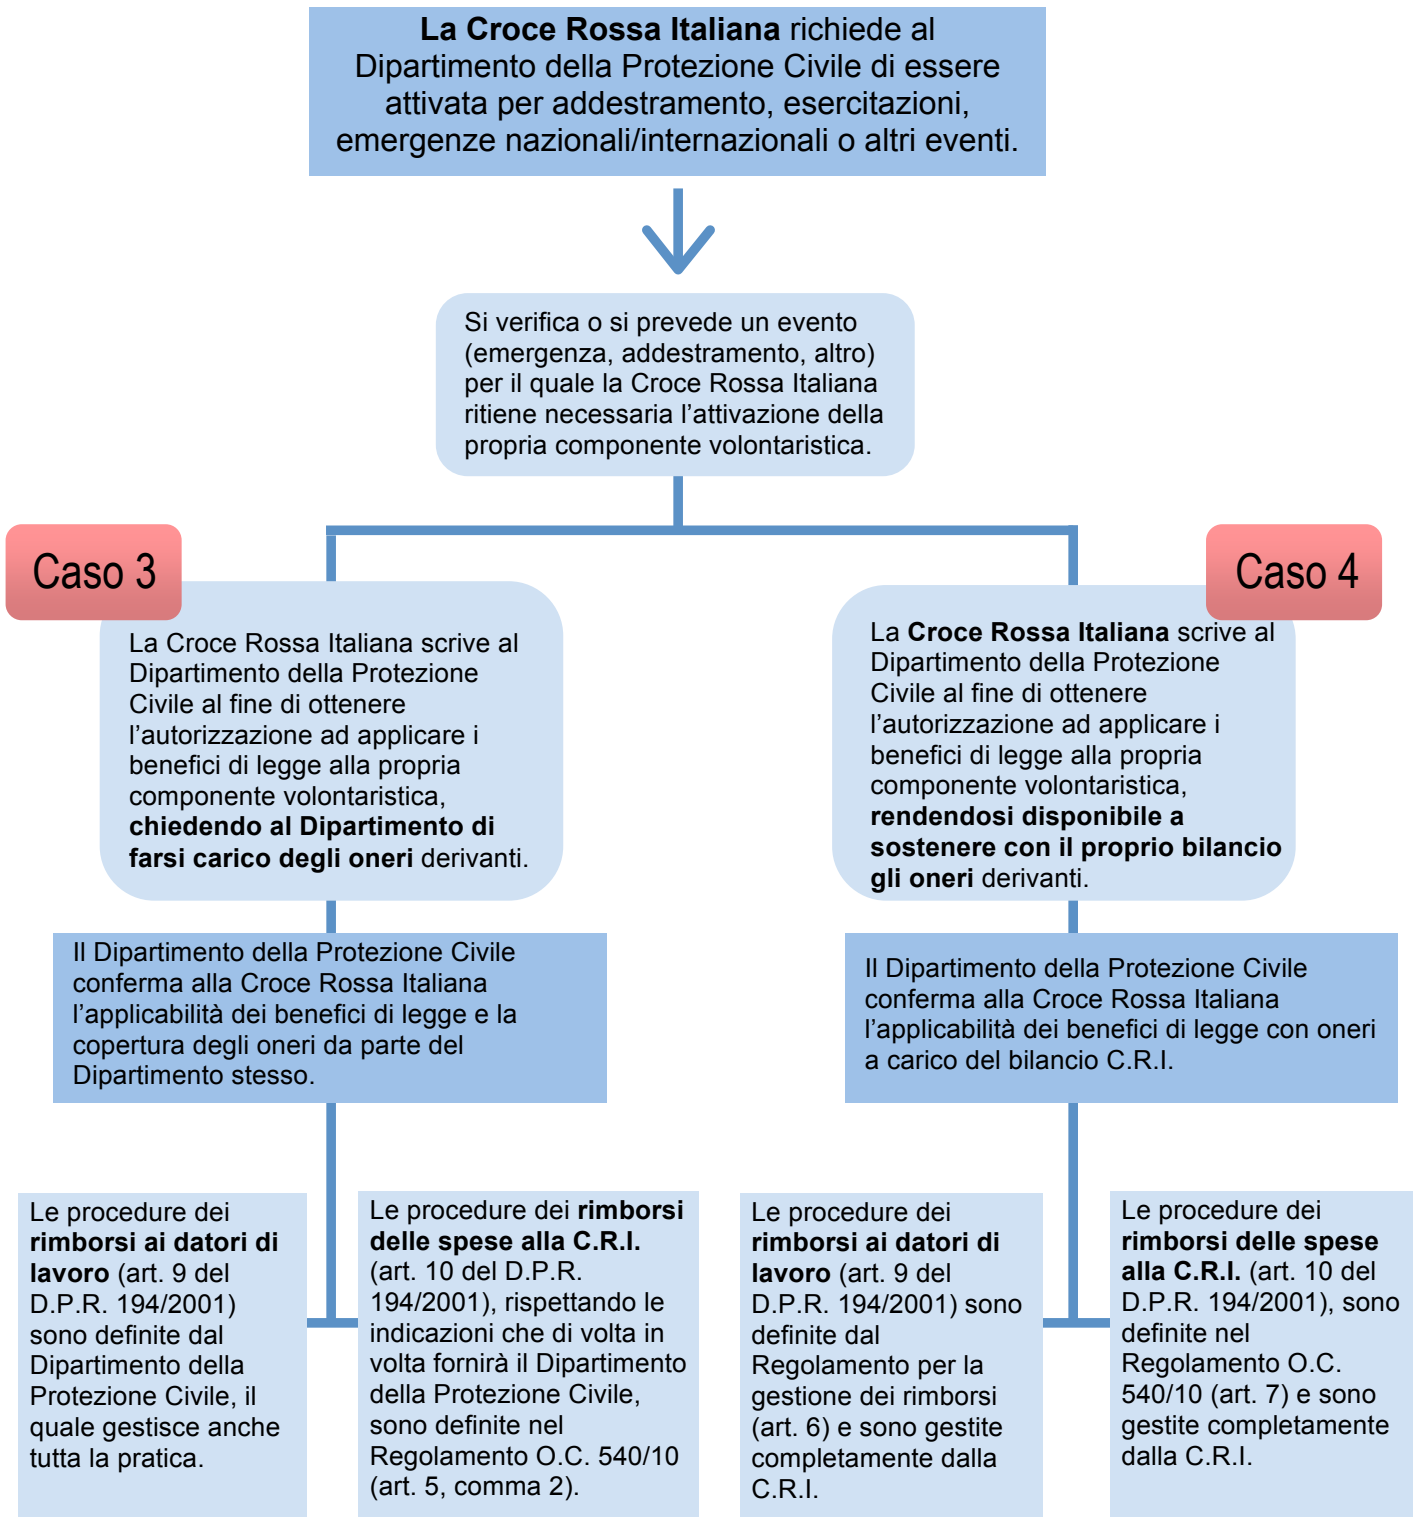 La Croce Rossa Italiana richiede al
Dipartimento della Protezione Civile di essere
attivata per addestramento, esercitazioni,
emergenze nazionali/internazionali o altri eventi.
Si verifica o si prevede un evento
(emergenza, addestramento, altro)
per il quale la Croce Rossa Italiana
ritiene necessaria l’attivazione della
propria componente volontaristica.
Caso 3
La Croce Rossa Italiana scrive al
Dipartimento della Protezione
Civile al fine di ottenere
l’autorizzazione ad applicare i
benefici di legge alla propria
componente volontaristica,
chiedendo al Dipartimento di
farsi carico degli oneri derivanti.
Caso 4
La Croce Rossa Italiana scrive al
Dipartimento della Protezione
Civile al fine di ottenere
l’autorizzazione ad applicare i
benefici di legge alla propria
componente volontaristica,
rendendosi disponibile a
sostenere con il proprio bilancio
gli oneri derivanti.
Il Dipartimento della Protezione Civile
conferma alla Croce Rossa Italiana
l’applicabilità dei benefici di legge e la
copertura degli oneri da parte del
Dipartimento stesso.
Il Dipartimento della Protezione Civile
conferma alla Croce Rossa Italiana
l’applicabilità dei benefici di legge con oneri
a carico del bilancio C.R.I.
Le procedure dei
rimborsi ai datori di
lavoro (art. 9 del
D.P.R. 194/2001)
sono definite dal
Dipartimento della
Protezione Civile, il
quale gestisce anche
tutta la pratica.
Le procedure dei rimborsi
delle spese alla C.R.I.
(art. 10 del D.P.R.
194/2001), rispettando le
indicazioni che di volta in
volta fornirà il Dipartimento
della Protezione Civile,
sono definite nel
Regolamento O.C. 540/10
(art. 5, comma 2).
Le procedure dei
rimborsi ai datori di
lavoro (art. 9 del
D.P.R. 194/2001) sono
definite dal
Regolamento per la
gestione dei rimborsi
(art. 6) e sono gestite
completamente dalla
C.R.I.
Le procedure dei
rimborsi delle spese
alla C.R.I. (art. 10 del
D.P.R. 194/2001), sono
definite nel
Regolamento O.C.
540/10 (art. 7) e sono
gestite completamente
dalla C.R.I.